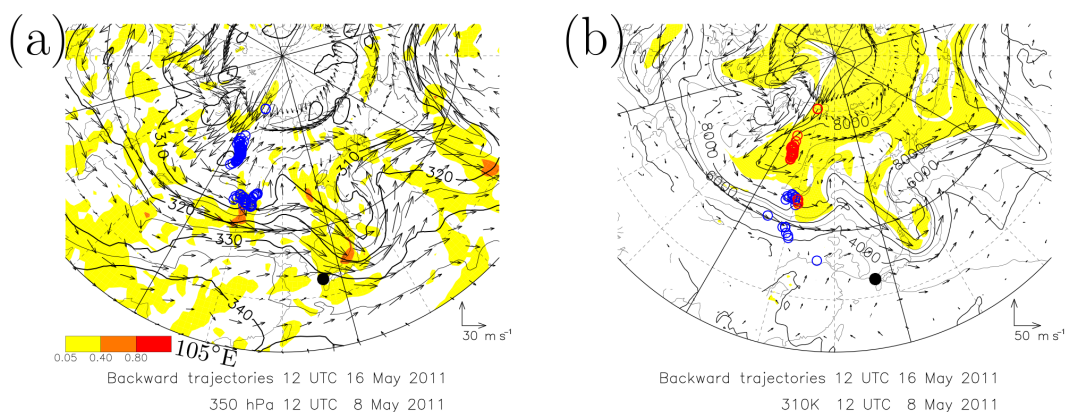 (a)
(b)
310
310
320
320
330
340
8000
8000
8000
6000
6000
4000
30 m s⁻¹
50 m s⁻¹
0.05 0.40 0.80
105°E
Backward trajectories 12 UTC 16 May 2011
350 hPa 12 UTC 8 May 2011
Backward trajectories 12 UTC 16 May 2011
310K 12 UTC 8 May 2011